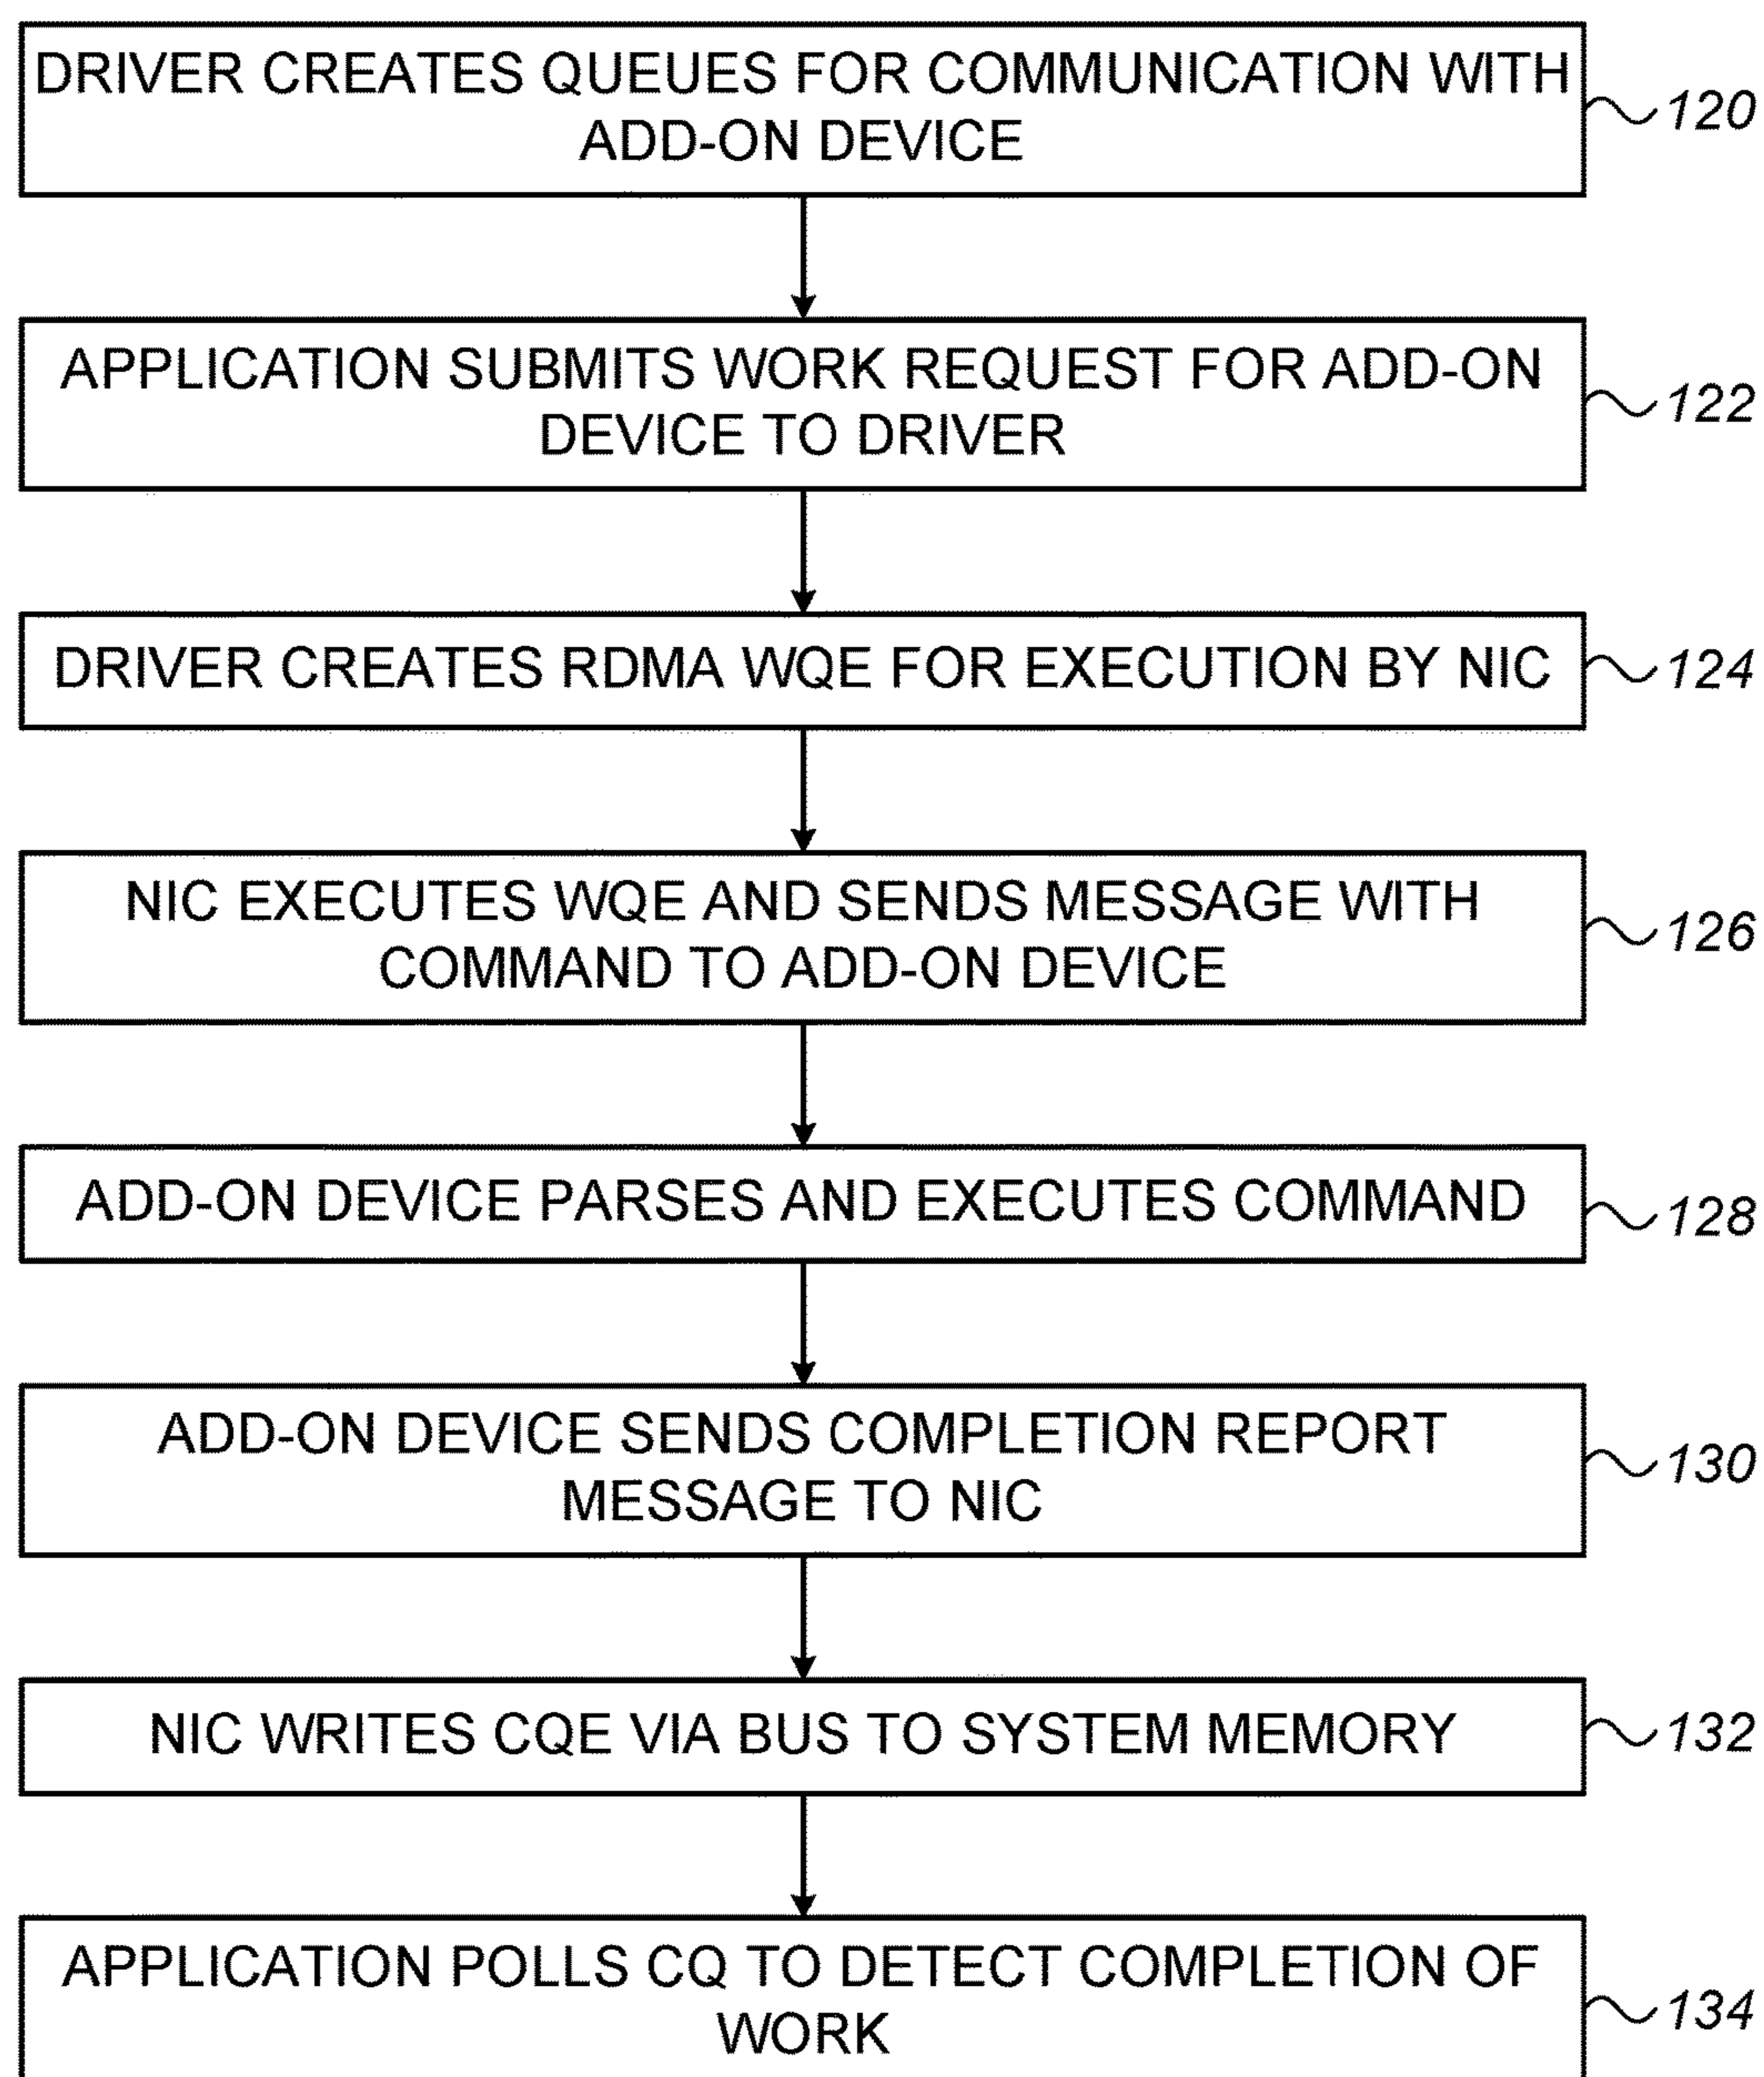 DRIVER CREATES QUEUES FOR COMMUNICATION WITH
ADD-ON DEVICE
120
APPLICATION SUBMITS WORK REQUEST FOR ADD-ON
DEVICE TO DRIVER
122
DRIVER CREATES RDMA WQE FOR EXECUTION BY NIC
124
NIC EXECUTES WQE AND SENDS MESSAGE WITH
COMMAND TO ADD-ON DEVICE
126
ADD-ON DEVICE PARSES AND EXECUTES COMMAND
128
ADD-ON DEVICE SENDS COMPLETION REPORT
MESSAGE TO NIC
130
NIC WRITES CQE VIA BUS TO SYSTEM MEMORY
132
APPLICATION POLLS CQ TO DETECT COMPLETION OF
WORK
134